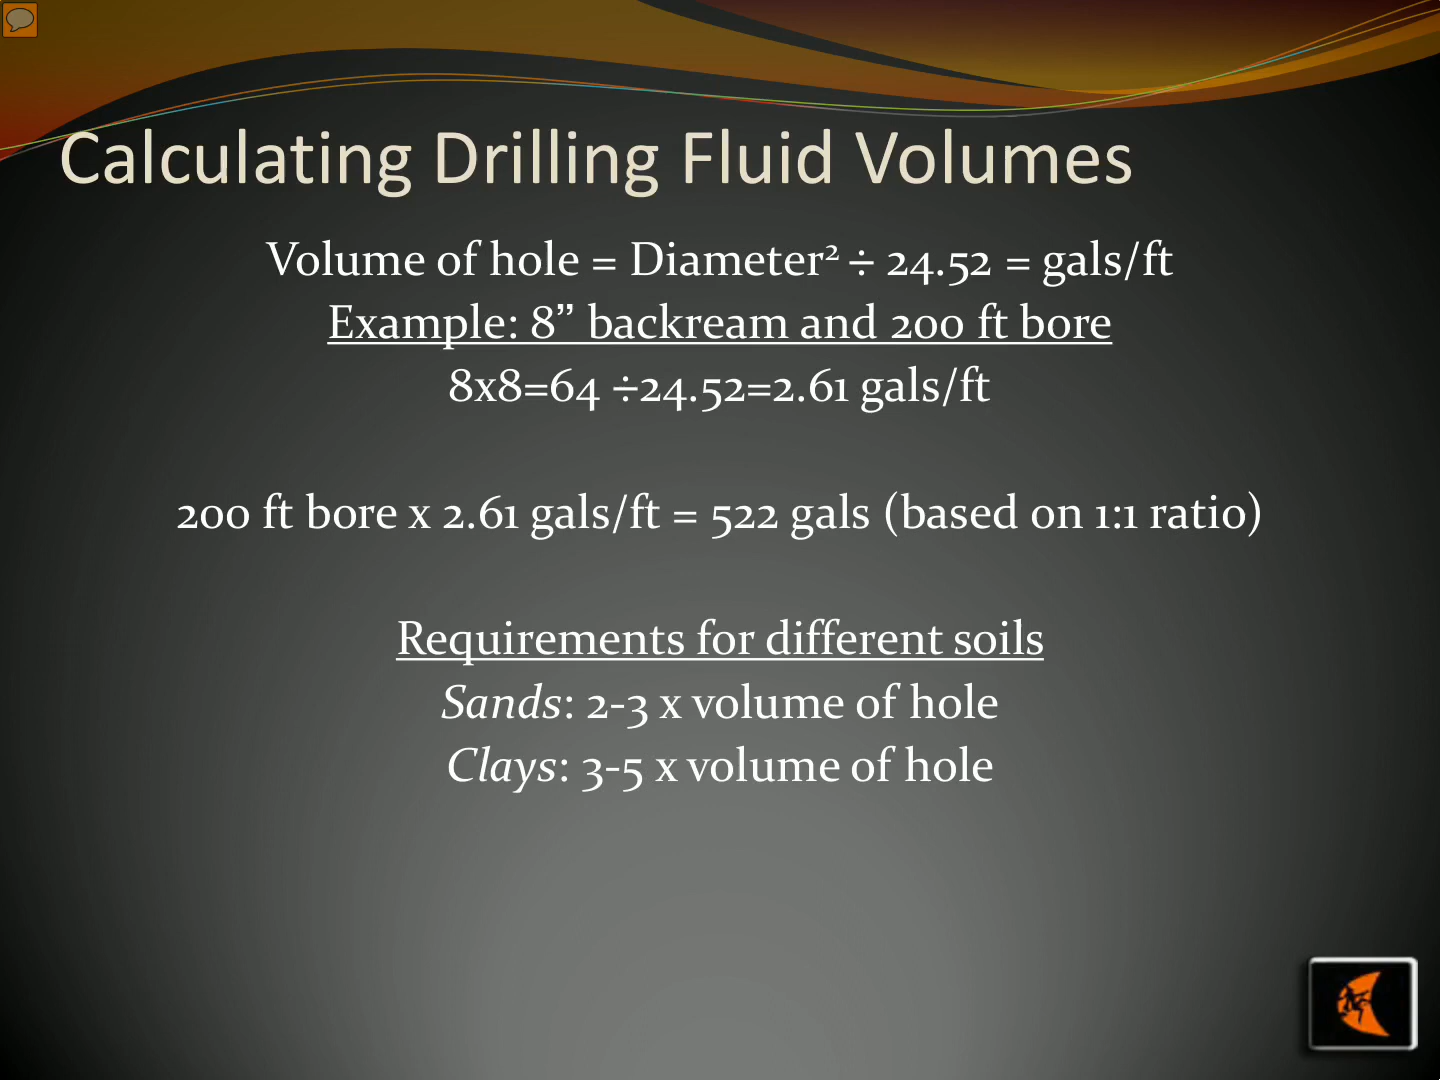 Calculating Drilling Fluid Volumes
Volume of hole = Diameter² ÷ 24.52 = gals/ft
Example: 8” backream and 200 ft bore
8x8=64 ÷24.52=2.61 gals/ft
200 ft bore x 2.61 gals/ft = 522 gals (based on 1:1 ratio)
Requirements for different soils
Sands: 2-3 x volume of hole
Clays: 3-5 x volume of hole